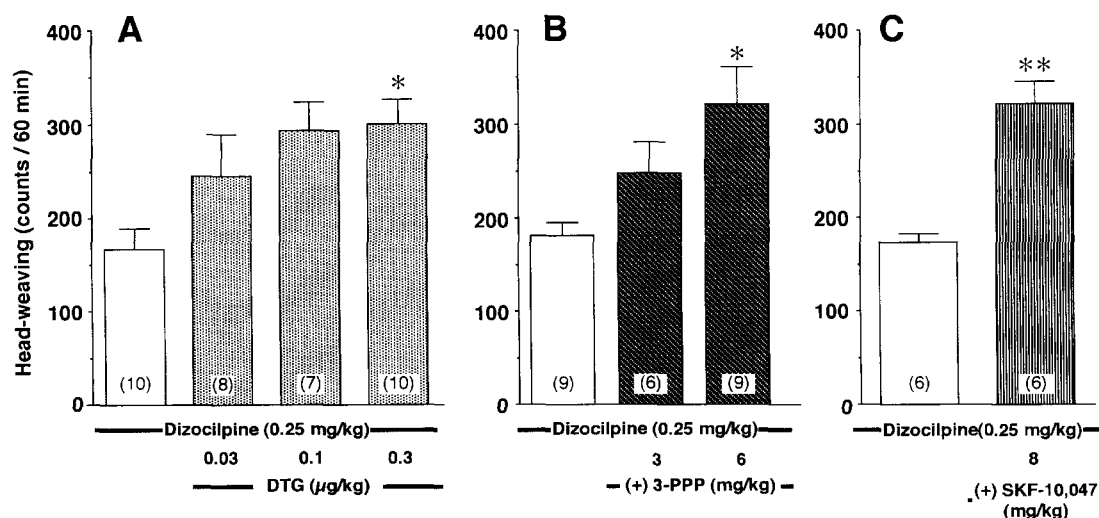 A
B
C
Head-weaving (counts / 60 min)
400
300
200
100
0
*
(10)
(8)
(7)
(10)
Dizocilpine (0.25 mg/kg)
0.03 0.1 0.3
DTG (µg/kg)
400
300
200
100
0
*
(9)
(6)
(9)
Dizocilpine (0.25 mg/kg)
3 6
(+) 3-PPP (mg/kg)
400
300
200
100
0
**
(6)
(6)
Dizocilpine(0.25 mg/kg)
8
(+) SKF-10,047
(mg/kg)